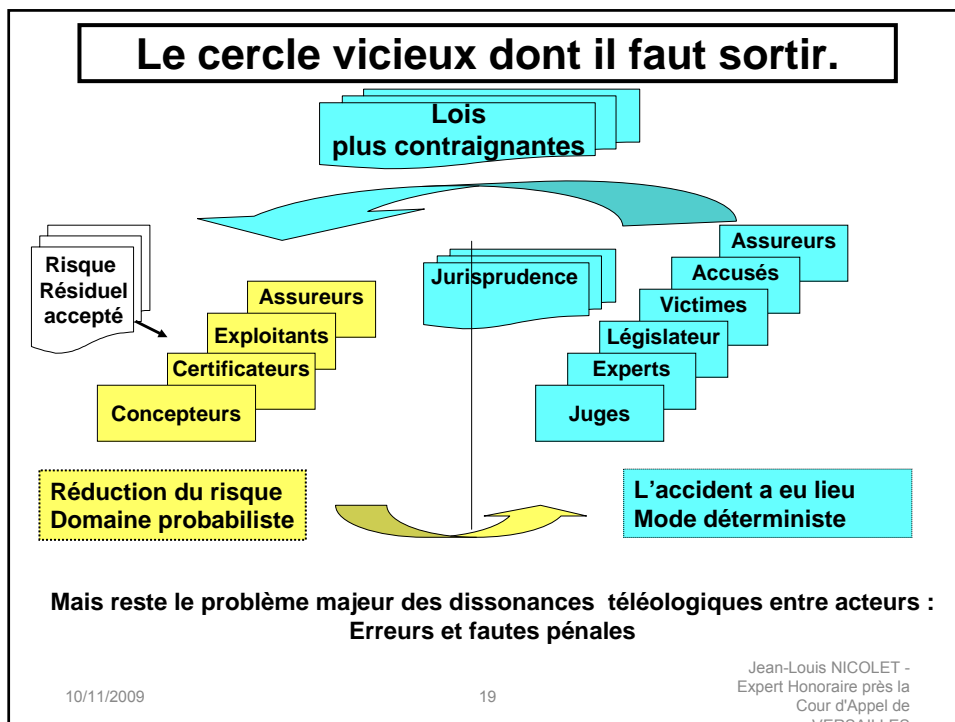 Le cercle vicieux dont il faut sortir.
Lois
plus contraignantes
Risque
Résiduel
accepté
Assureurs
Exploitants
Certificateurs
Concepteurs
Jurisprudence
Assureurs
Accusés
Victimes
Législateur
Experts
Juges
Réduction du risque
Domaine probabiliste
L'accident a eu lieu
Mode déterministe
Mais reste le problème majeur des dissonances téléologiques entre acteurs :
Erreurs et fautes pénales
10/11/2009
19
Jean-Louis NICOLET -
Expert Honoraire près la
Cour d'Appel de
VERSAILLES